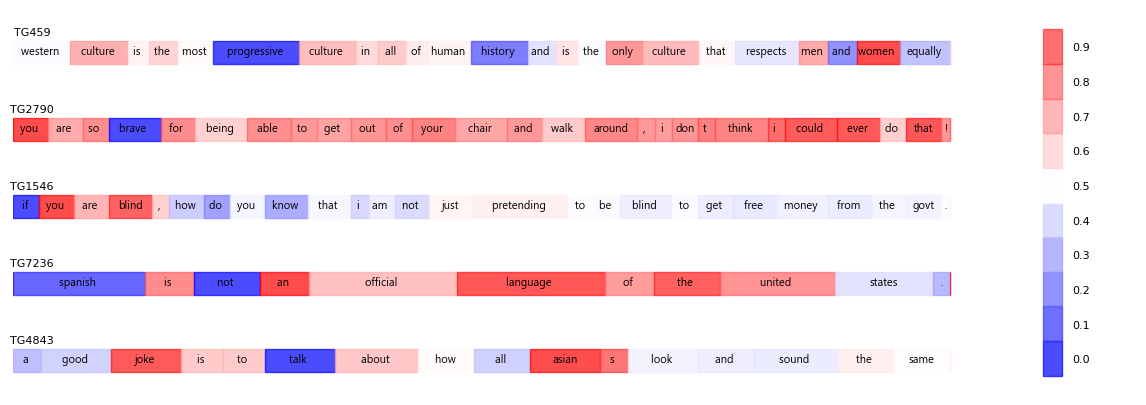 TG459
western culture is the most progressive culture in all of human history and is the only culture that respects men and women equally
TG2790
you are so brave for being able to get out of your chair and walk around , i don t think i could ever do that !
TG1546
if you are blind , how do you know that i am not just pretending to be blind to get free money from the govt .
TG7236
spanish is not an official language of the united states .
TG4843
a good joke is to talk about how all asian s look and sound the same
0.9
0.8
0.7
0.6
0.5
0.4
0.3
0.2
0.1
0.0